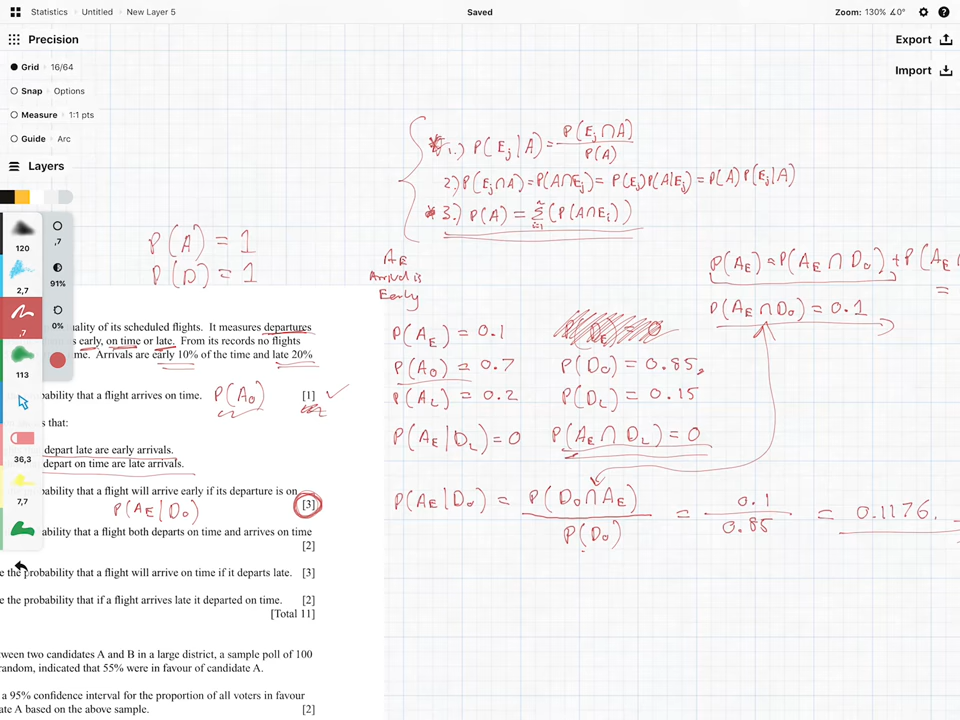 Statistics › Untitled › New Layer 5
Saved
Zoom: 130% ∠0°
Precision
Export
Import
Grid › 16/64
Snap › Options
Measure › 1:1 pts
Guide › Arc
Layers
120
2,7
,7
113
36,3
7,7
,7
91%
0%
1.) P(Ej|A) = P(Ej∩A) / P(A)
2.) P(Ej∩A) = P(A∩Ej) = P(Ej)P(A|Ej) = P(A)P(Ej|A)
* 3.) P(A) = Σ(P(A∩Ei)) n i=1
P(A) = 1
P(D) = 1
AE
Arrival is
Early
P(AE) = P(AE ∩ DO) + P(AE ∩
=
P(AE ∩ DO) = 0.1
uality of its scheduled flights. It measures departures
s early, on time or late. From its records no flights
me. Arrivals are early 10% of the time and late 20%
bability that a flight arrives on time. P(AO) [1] ✓
s that:
depart late are early arrivals.
depart on time are late arrivals.
bability that a flight will arrive early if its departure is on
P(AE|DO) [3]
bability that a flight both departs on time and arrives on time
[2]
e the probability that a flight will arrive on time if it departs late. [3]
e the probability that if a flight arrives late it departed on time. [2]
[Total 11]
P(AE) = 0.1
P(DE) = 0
P(AO) = 0.7
P(DO) = 0.85,
P(AL) = 0.2
P(DL) = 0.15
P(AE|DL) = 0
P(AE ∩ DL) = 0
P(AE|DO) = P(DO∩AE) / P(DO) = 0.1 / 0.85 = 0.1176.
tween two candidates A and B in a large district, a sample poll of 100
random, indicated that 55% were in favour of candidate A.
a 95% confidence interval for the proportion of all voters in favour
ate A based on the above sample. [2]